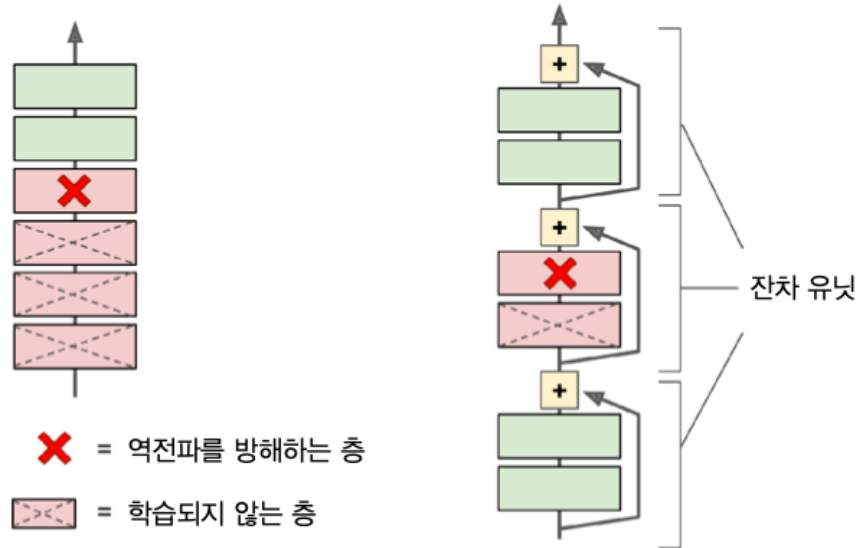 +
+
잔차 유닛
+
= 역전파를 방해하는 층
= 학습되지 않는 층